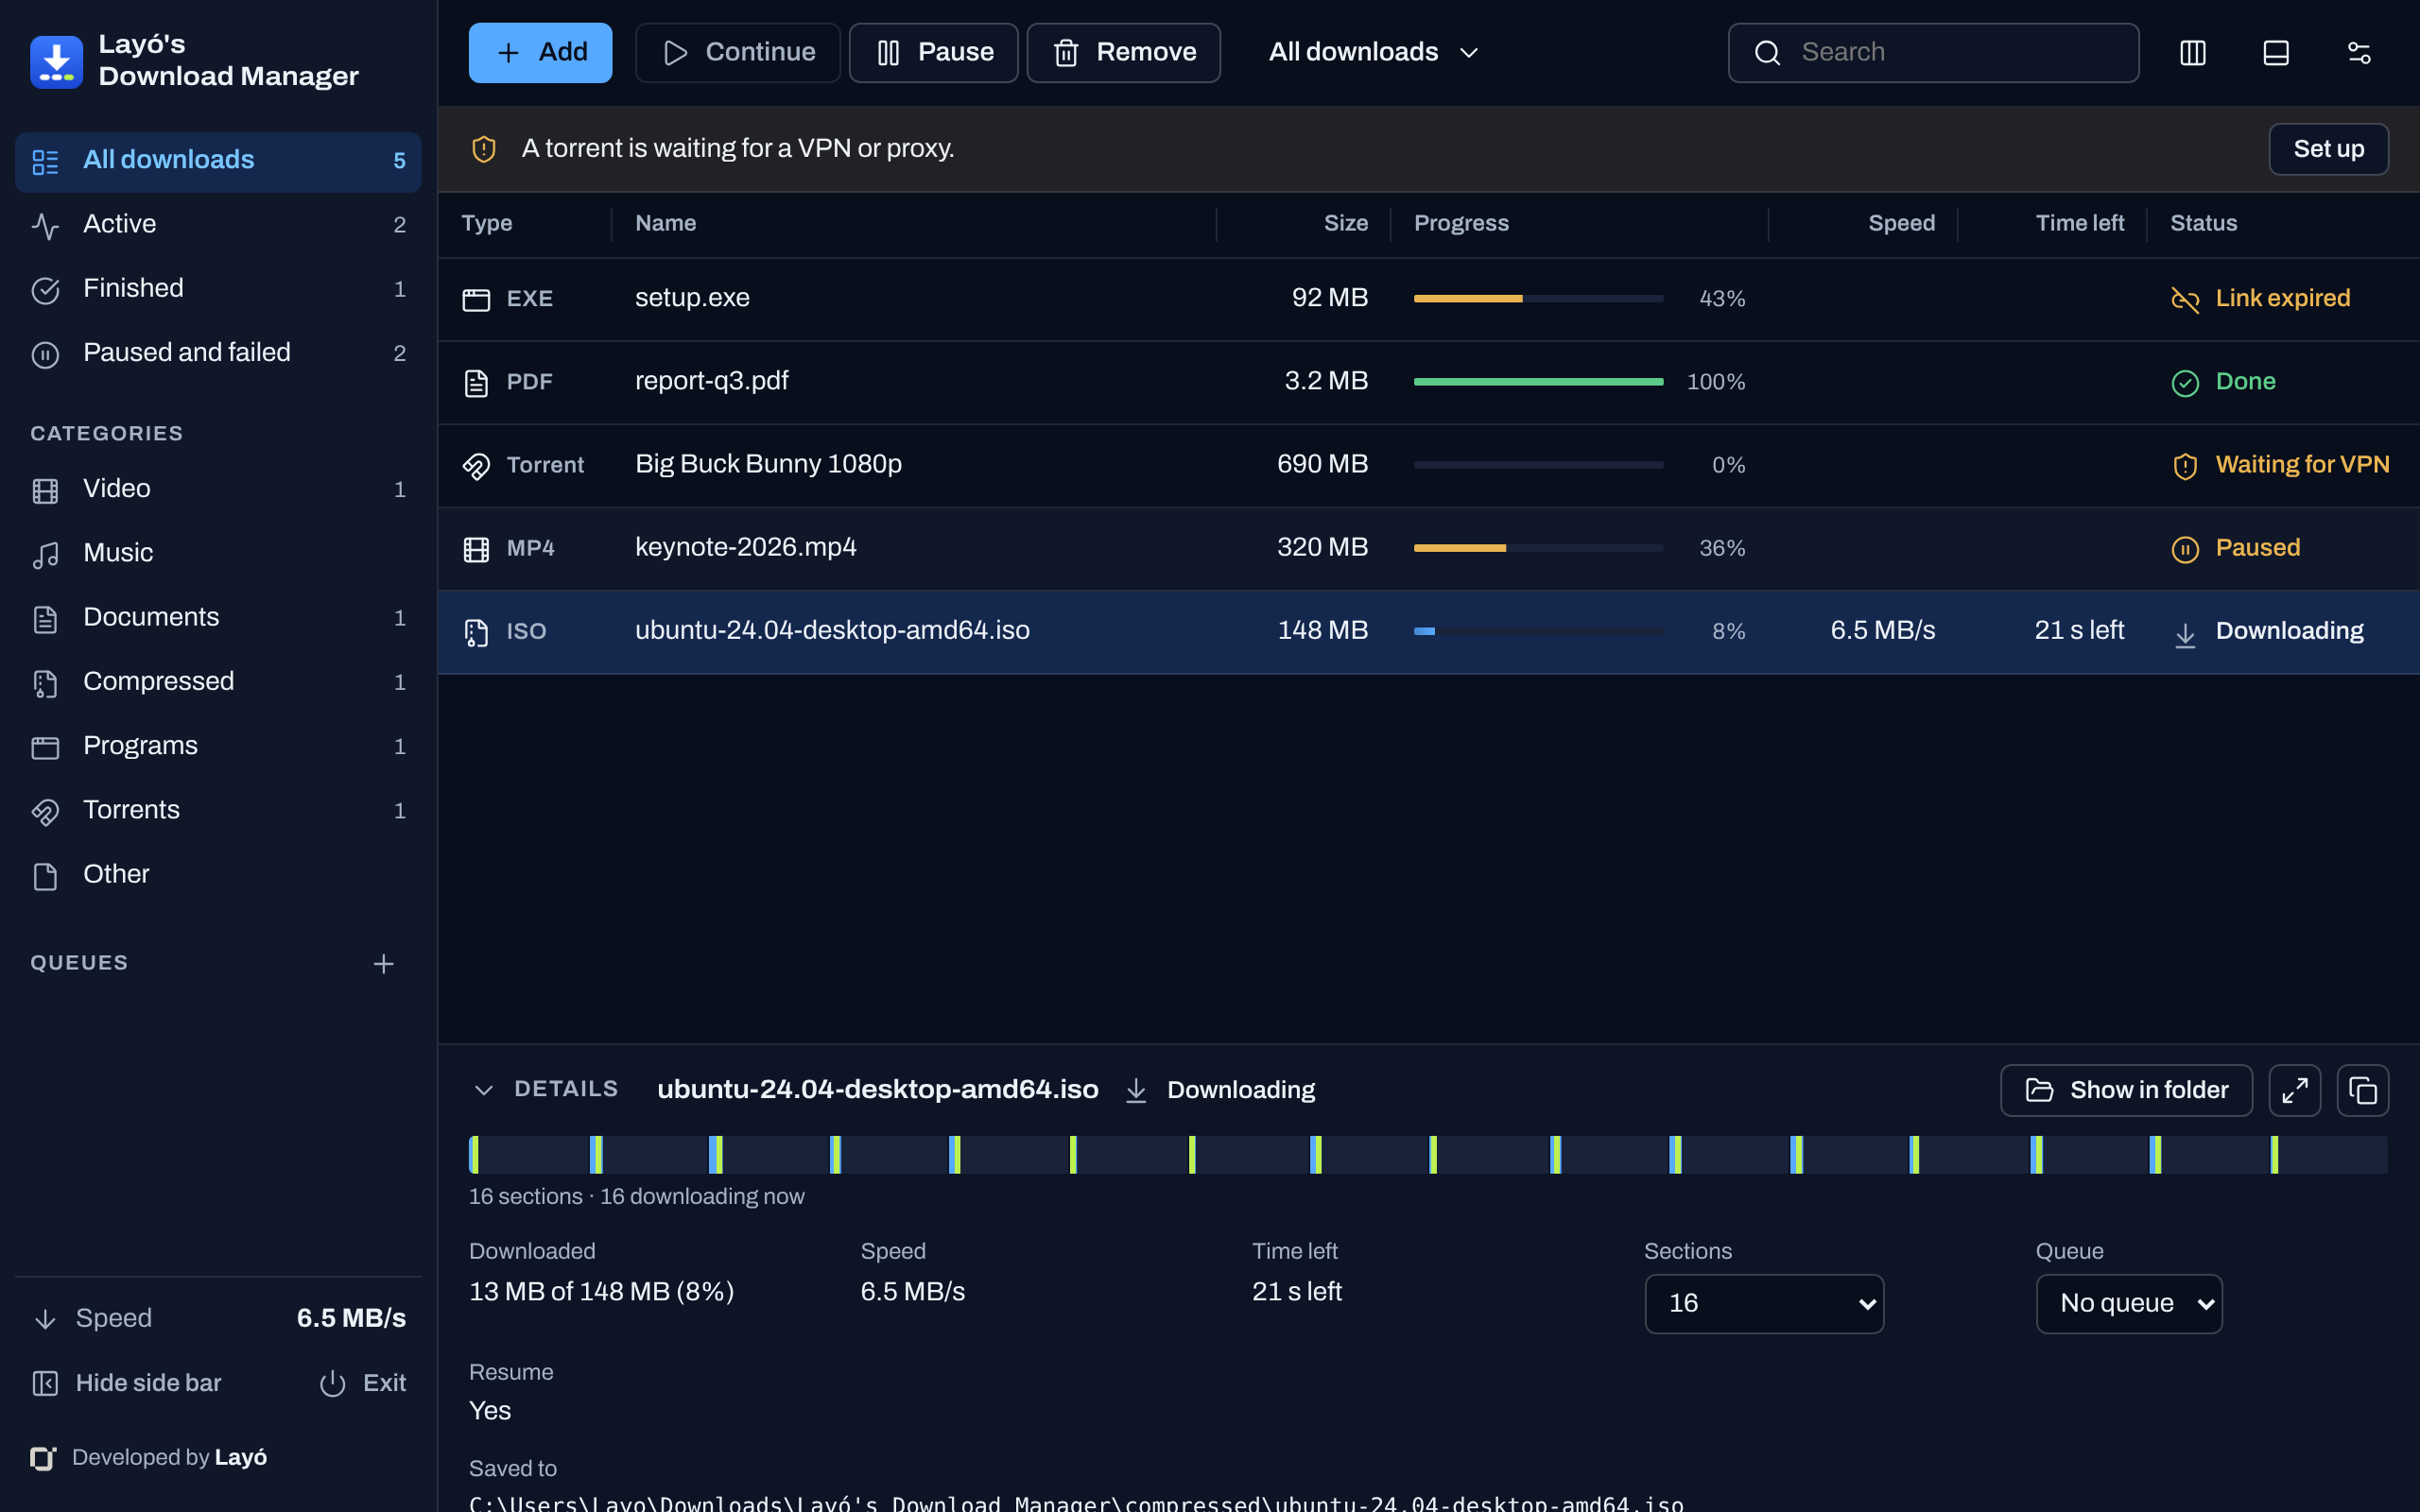 Layó's
Download Manager
All downloads 5
Active 2
Finished 1
Paused and failed 2
CATEGORIES
Video 1
Music
Documents 1
Compressed 1
Programs 1
Torrents 1
Other
QUEUES
Speed 6.5 MB/s
Hide side bar Exit
Developed by Layó
Add Continue Pause Remove All downloads Search
A torrent is waiting for a VPN or proxy. Set up
Type Name Size Progress Speed Time left Status
EXE setup.exe 92 MB 43% Link expired
PDF report-q3.pdf 3.2 MB 100% Done
Torrent Big Buck Bunny 1080p 690 MB 0% Waiting for VPN
MP4 keynote-2026.mp4 320 MB 36% Paused
ISO ubuntu-24.04-desktop-amd64.iso 148 MB 8% 6.5 MB/s 21 s left Downloading
DETAILS ubuntu-24.04-desktop-amd64.iso Downloading Show in folder
16 sections · 16 downloading now
Downloaded Speed Time left Sections Queue
13 MB of 148 MB (8%) 6.5 MB/s 21 s left 16 No queue
Resume
Yes
Saved to
C:\Users\Layo\Downloads\Layó's Download Manager\compressed\ubuntu-24.04-desktop-amd64.iso